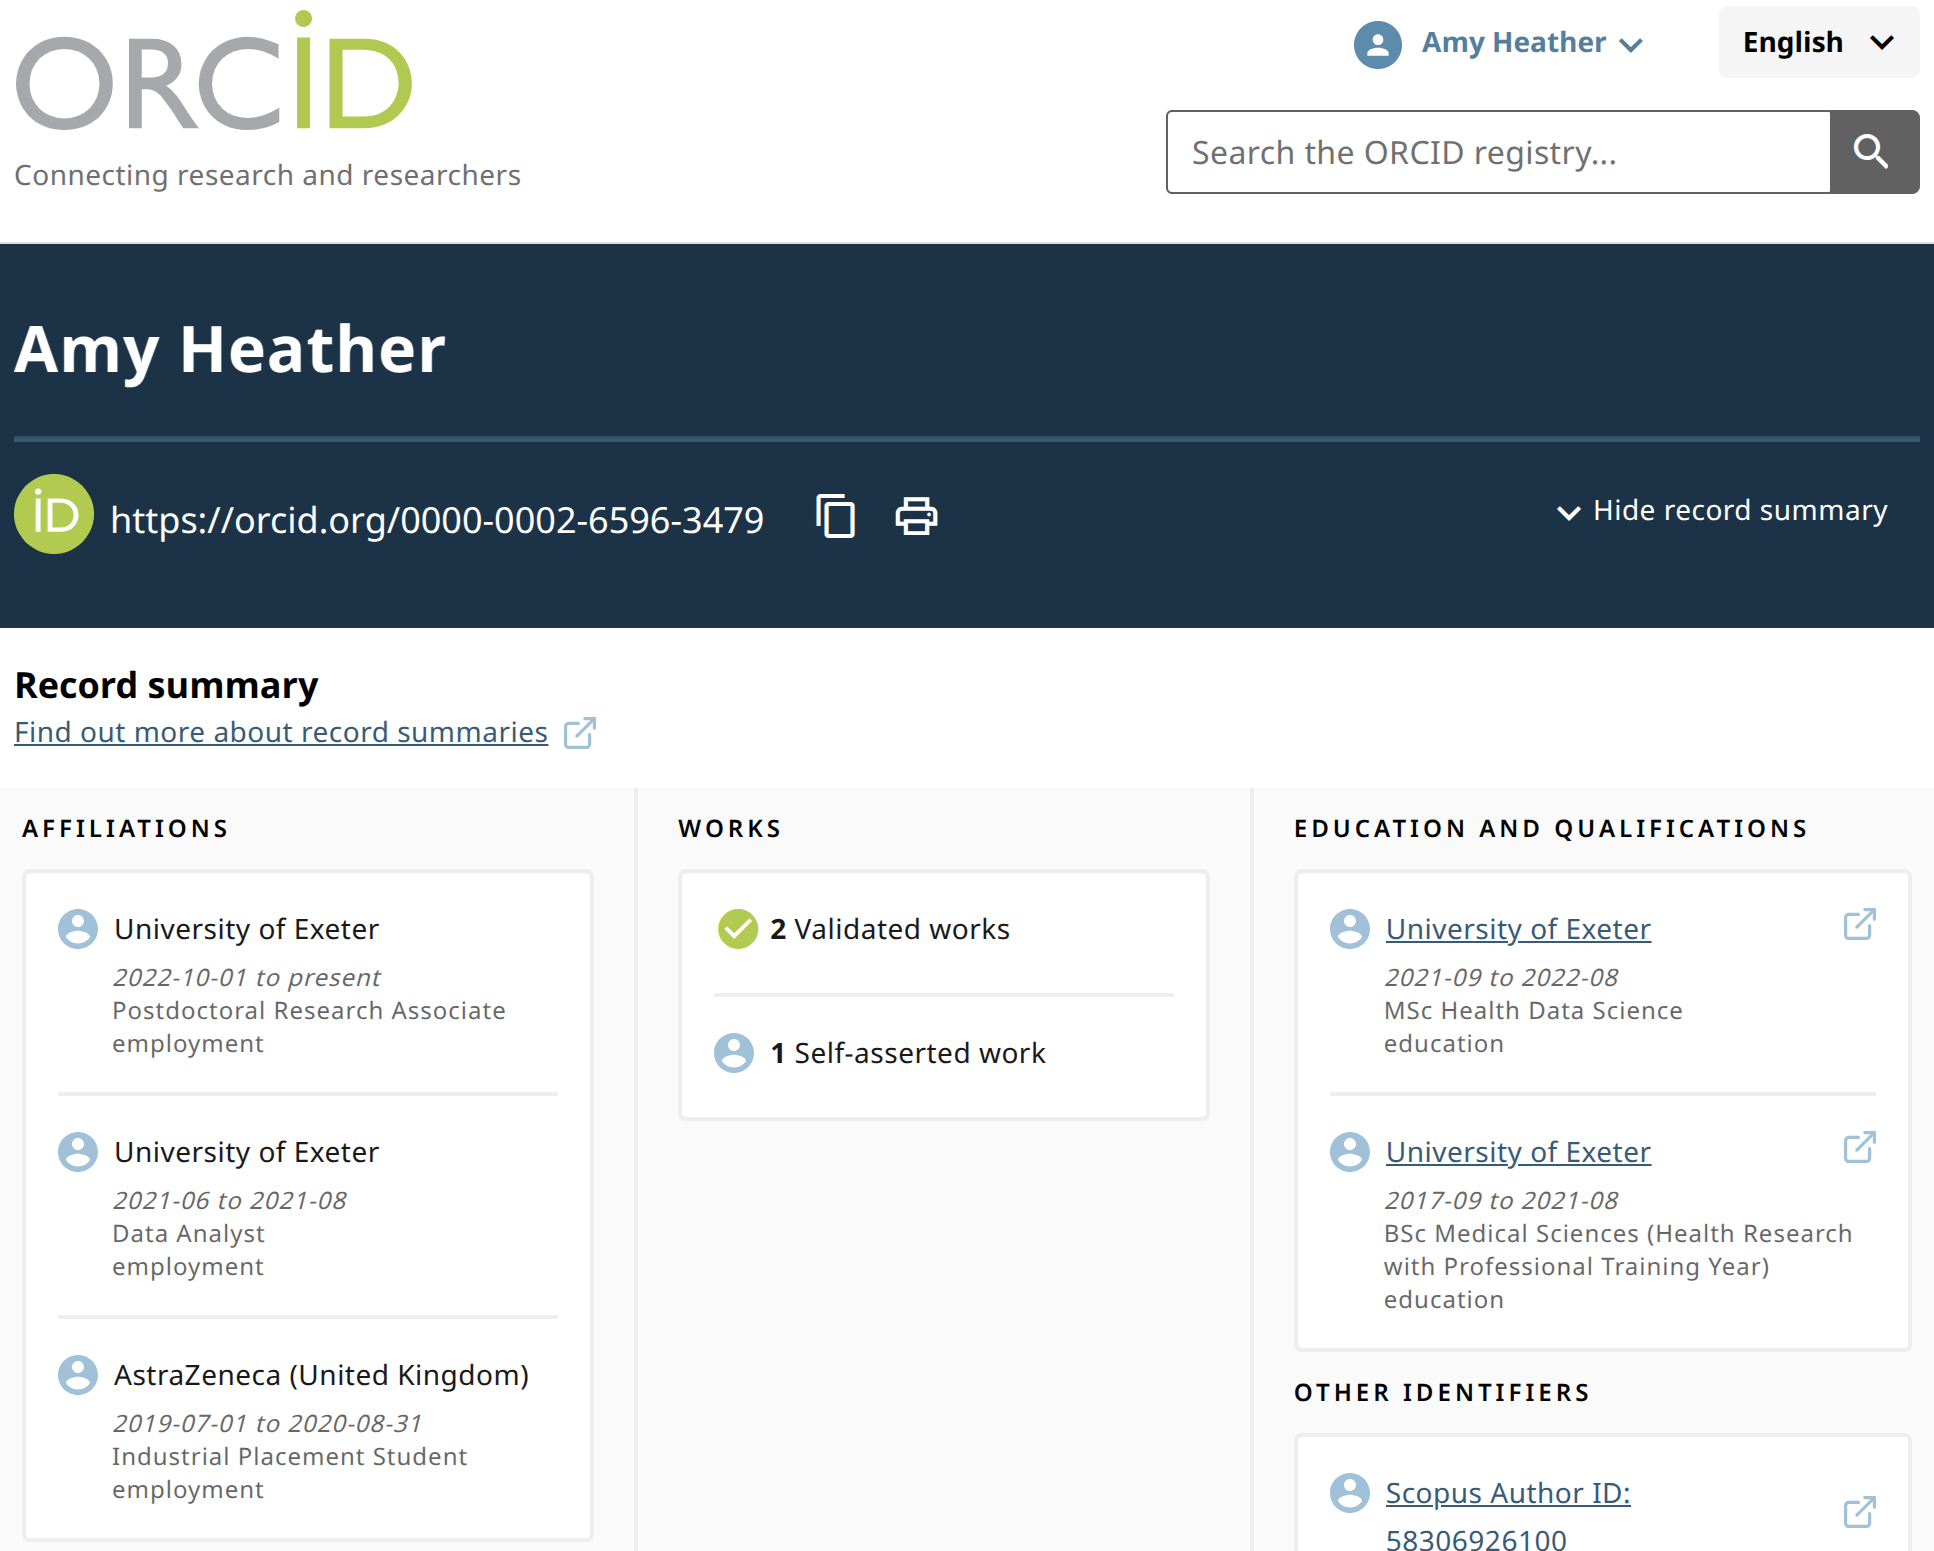 ORCID
Connecting research and researchers
Amy Heather
English
Search the ORCID registry...
Amy Heather
iD
https://orcid.org/0000-0002-6596-3479
Hide record summary
Record summary
Find out more about record summaries
AFFILIATIONS
University of Exeter
2022-10-01 to present
Postdoctoral Research Associate
employment
University of Exeter
2021-06 to 2021-08
Data Analyst
employment
AstraZeneca (United Kingdom)
2019-07-01 to 2020-08-31
Industrial Placement Student
employment
WORKS
2 Validated works
1 Self-asserted work
EDUCATION AND QUALIFICATIONS
University of Exeter
2021-09 to 2022-08
MSc Health Data Science
education
University of Exeter
2017-09 to 2021-08
BSc Medical Sciences (Health Research
with Professional Training Year)
education
OTHER IDENTIFIERS
Scopus Author ID:
58306926100